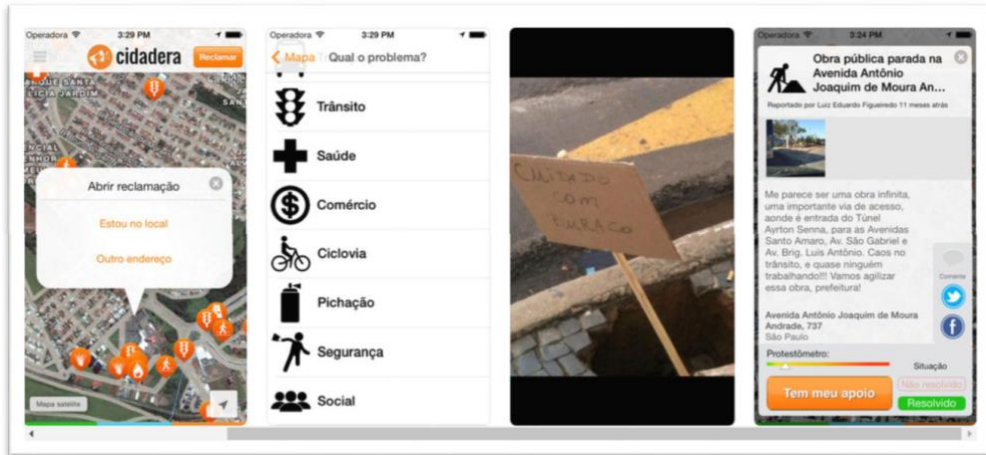 Operadora 3:29 PM
cidadera
Reclamar
Abrir reclamação
Estou no local
Outro endereço
Mapa satélite
Operadora 3:29 PM
Mapa
Qual o problema?
Trânsito
Saúde
Comércio
Ciclovia
Pichação
Segurança
Social
CUIDADO
COM
BURACO
Operadora 3:24 PM
Obra pública parada na
Avenida Antônio
Joaquim de Moura An...
Reportado por Luiz Eduardo Figueiredo 11 meses atrás
Me parece ser uma obra infinita,
uma importante via de acesso,
aonde é entrada do Túnel
Ayrton Senna, para as Avenidas
Santo Amaro, Av. São Gabriel e
Av. Brig. Luis Antônio. Caos no
trânsito, e quase ninguém
trabalhando!!! Vamos agilizar
essa obra, prefeitura!
Comente
Avenida Antônio Joaquim de Moura
Andrade, 737
São Paulo
Protestômetro:
Situação
Tem meu apoio
Não resolvido
Resolvido